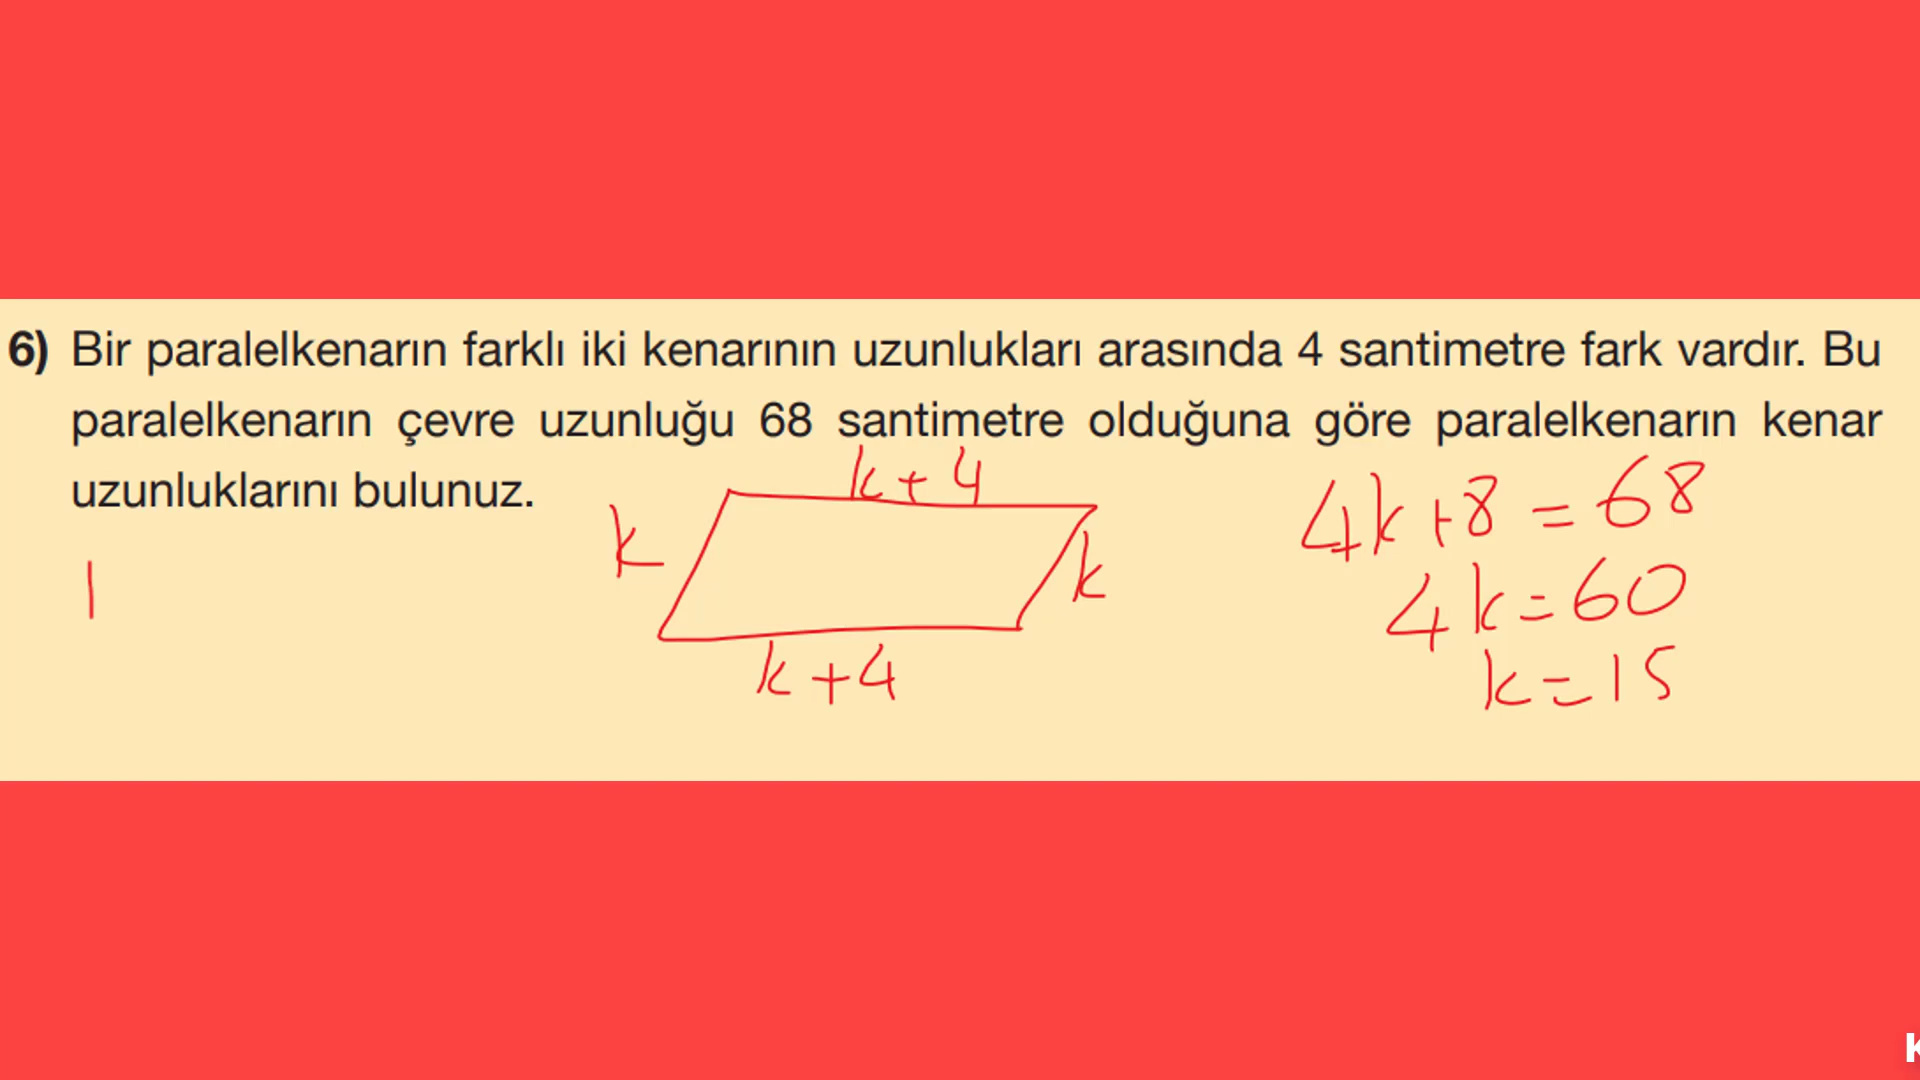 6) Bir paralelkenarın farklı iki kenarının uzunlukları arasında 4 santimetre fark vardır. Bu
paralelkenarın çevre uzunluğu 68 santimetre olduğuna göre paralelkenarın kenar
uzunluklarını bulunuz.
k+4
k
k
k+4
4k+8=68
4k=60
k=15
K